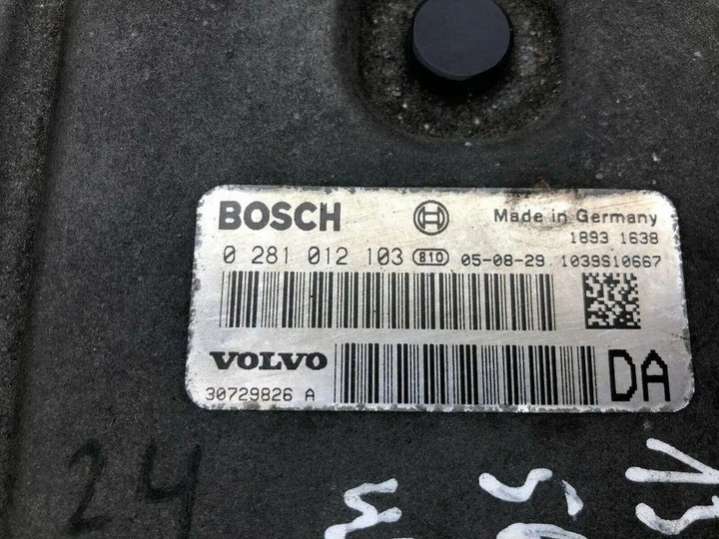 BOSCH Made in Germany
1893 1638
0 281 012 103 810 05-08-29 1039S10667
VOLVO DA
30729826 A
24